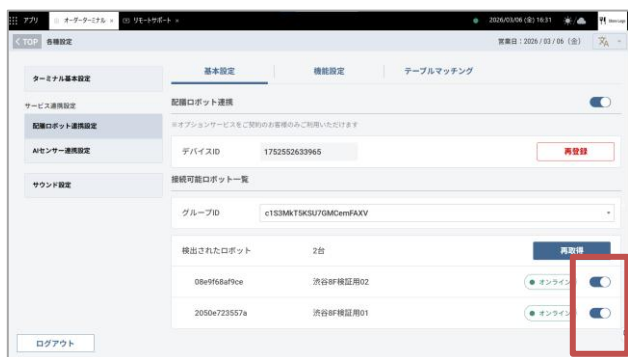 アプリ オーダーターミナル × リモートサポート × 2026/03/06 (金) 16:31
< TOP 各種設定 営業日：2026 / 03 / 06 （金）
ターミナル基本設定
サービス連携設定
配膳ロボット連携設定
AIセンサー連携設定
サウンド設定
ログアウト
基本設定 機能設定 テーブルマッチング
配膳ロボット連携
※オプションサービスをご契約のお客様のみご利用いただけます
デバイスID 1752552633965 再登録
接続可能ロボット一覧
グループID c1S3MkT5KSU7GMCemFAXV
検出されたロボット 2台 再取得
08e9f68af9ce 渋谷8F検証用02 オンライン
2050e723557a 渋谷8F検証用01 オンライン